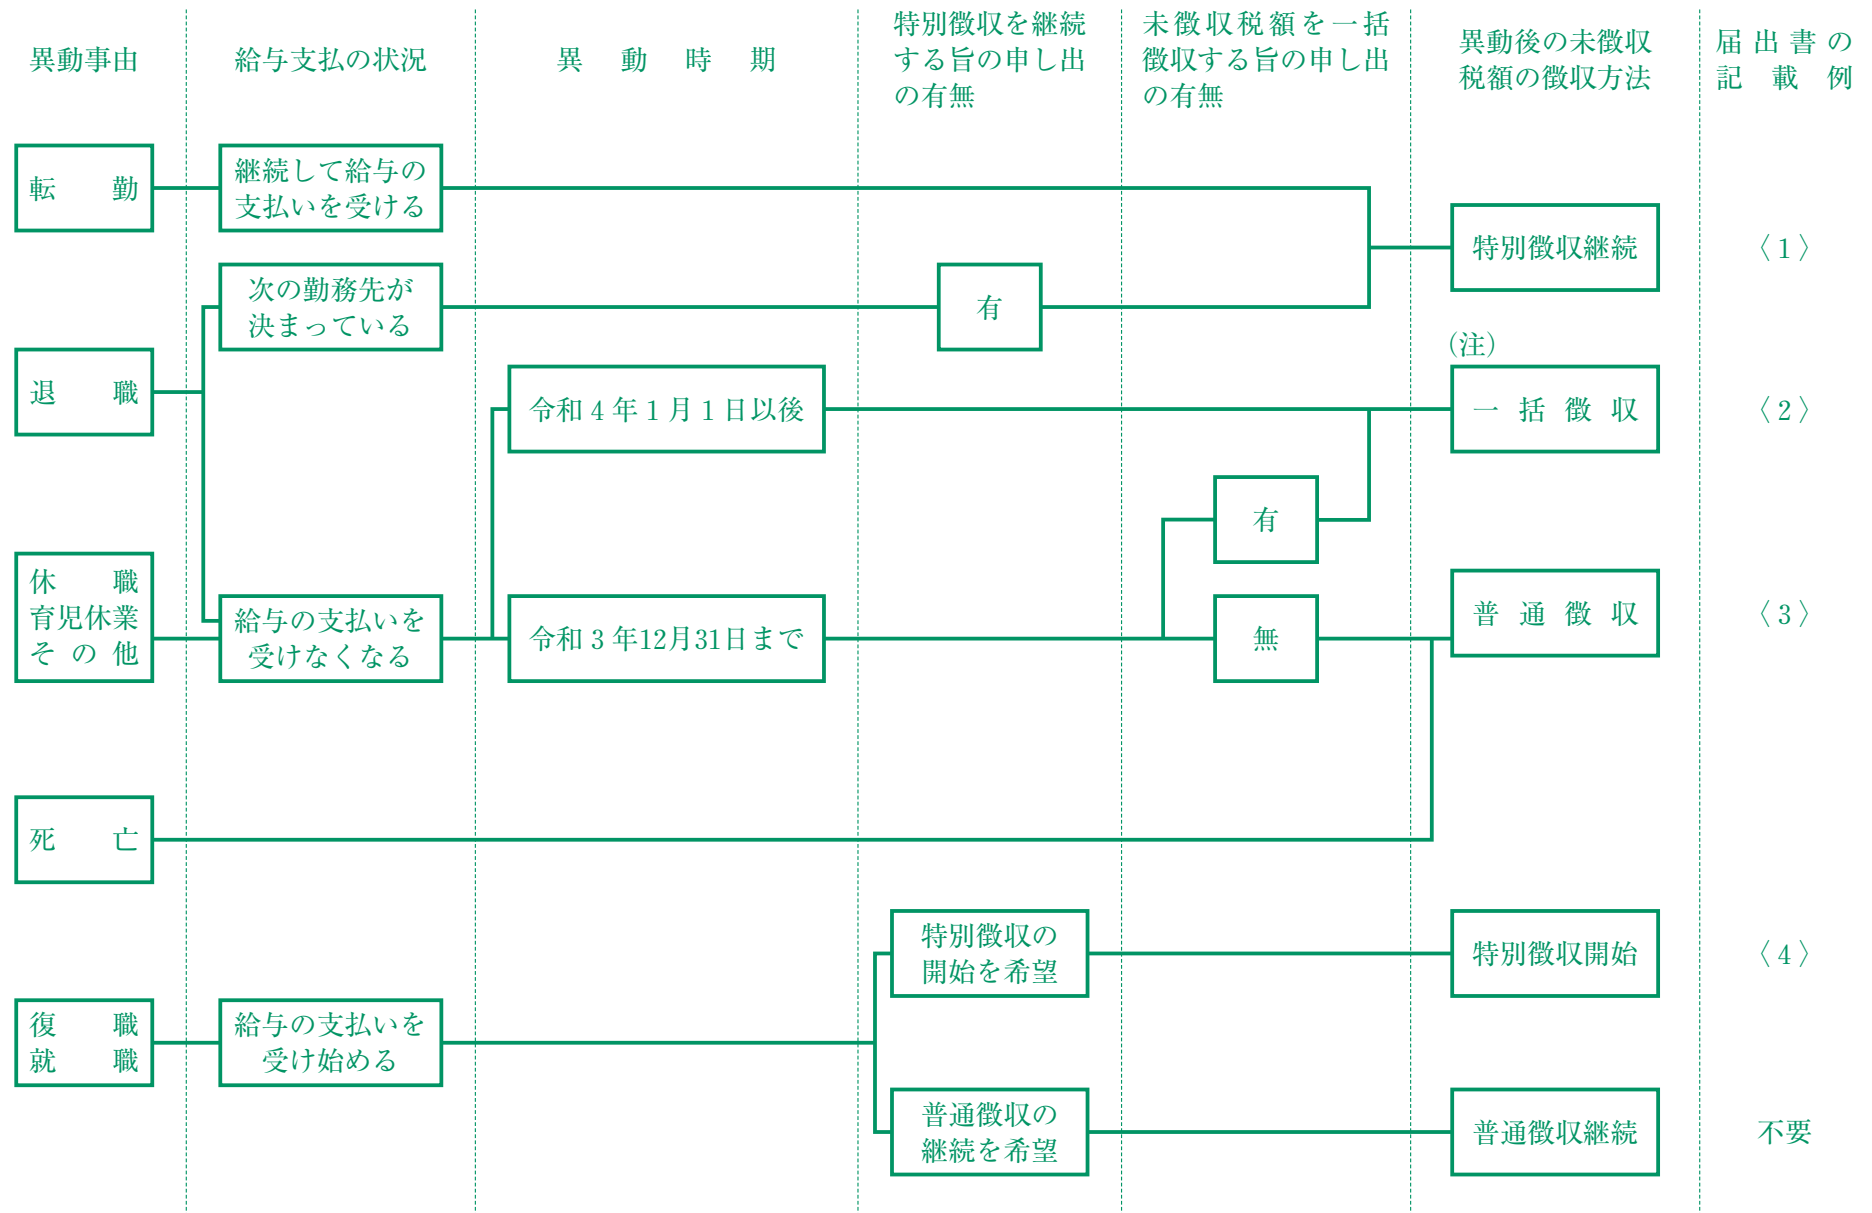 異動事由
給与支払の状況
異動時期
特別徴収を継続
する旨の申し出
の有無
未徴収税額を一括
徴収する旨の申し出
の有無
異動後の未徴収
税額の徴収方法
届出書の
記載例
転勤
継続して給与の
支払いを受ける
特別徴収継続
〈1〉
次の勤務先が
決まっている
有
退職
(注)
令和4年1月1日以後
一括徴収
〈2〉
有
休職
育児休業
その他
給与の支払いを
受けなくなる
令和3年12月31日まで
無
普通徴収
〈3〉
死亡
特別徴収の
開始を希望
特別徴収開始
〈4〉
復職
就職
給与の支払いを
受け始める
普通徴収の
継続を希望
普通徴収継続
不要